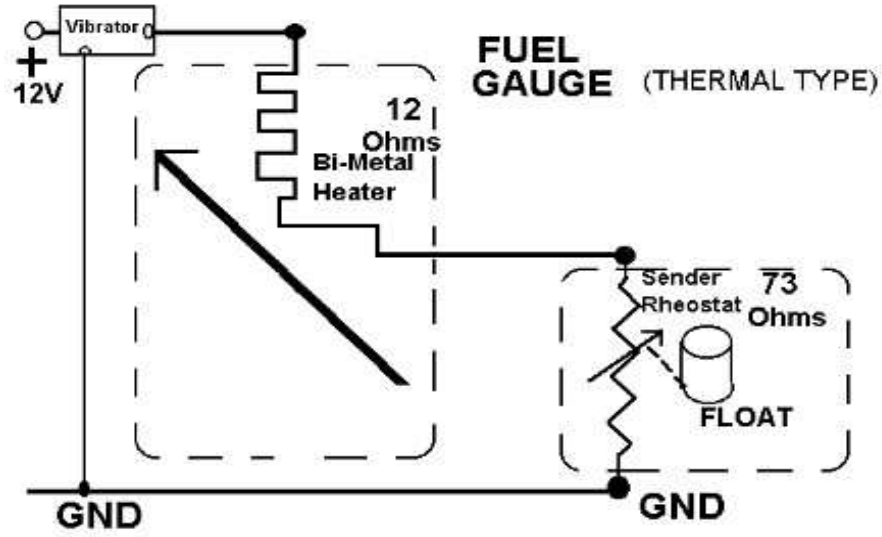 Vibrator
+
12V
FUEL
GAUGE (THERMAL TYPE)
12
Ohms
Bi-Metal
Heater
Sender
Rheostat
73
Ohms
FLOAT
GND
GND